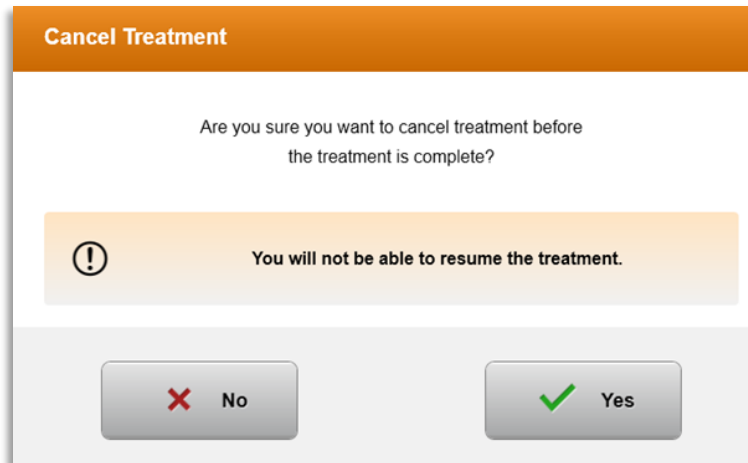 Cancel Treatment
Are you sure you want to cancel treatment before
the treatment is complete?
You will not be able to resume the treatment.
No
Yes